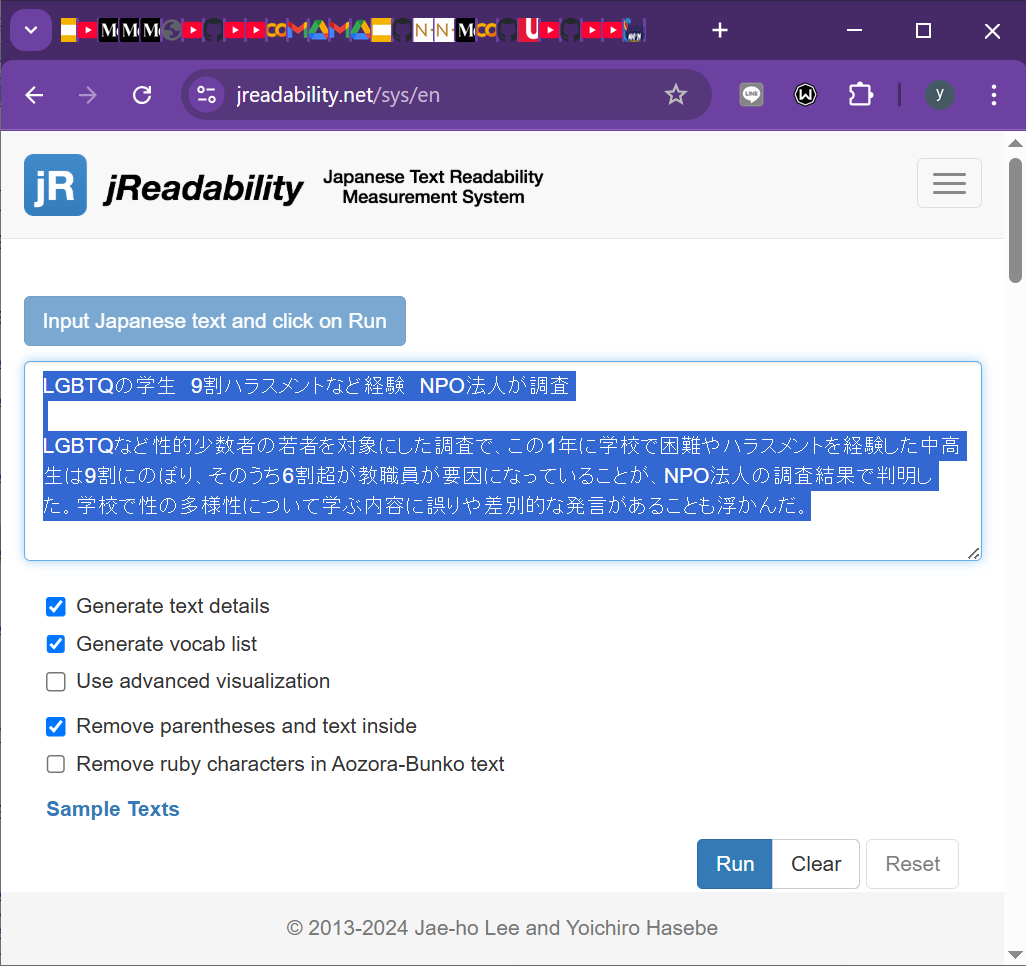 jreadability.net/sys/en
LINE
W
y
jR
jReadability
Japanese Text Readability
Measurement System
Input Japanese text and click on Run
LGBTQの学生　9割ハラスメントなど経験　NPO法人が調査
LGBTQなど性的少数者の若者を対象にした調査で、この1年に学校で困難やハラスメントを経験した中高
生は9割にのぼり、そのうち6割超が教職員が要因になっていることが、NPO法人の調査結果で判明し
た。学校で性の多様性について学ぶ内容に誤りや差別的な発言があることも浮かんだ。
Generate text details
Generate vocab list
Use advanced visualization
Remove parentheses and text inside
Remove ruby characters in Aozora-Bunko text
Sample Texts
Run
Clear
Reset
© 2013-2024 Jae-ho Lee and Yoichiro Hasebe